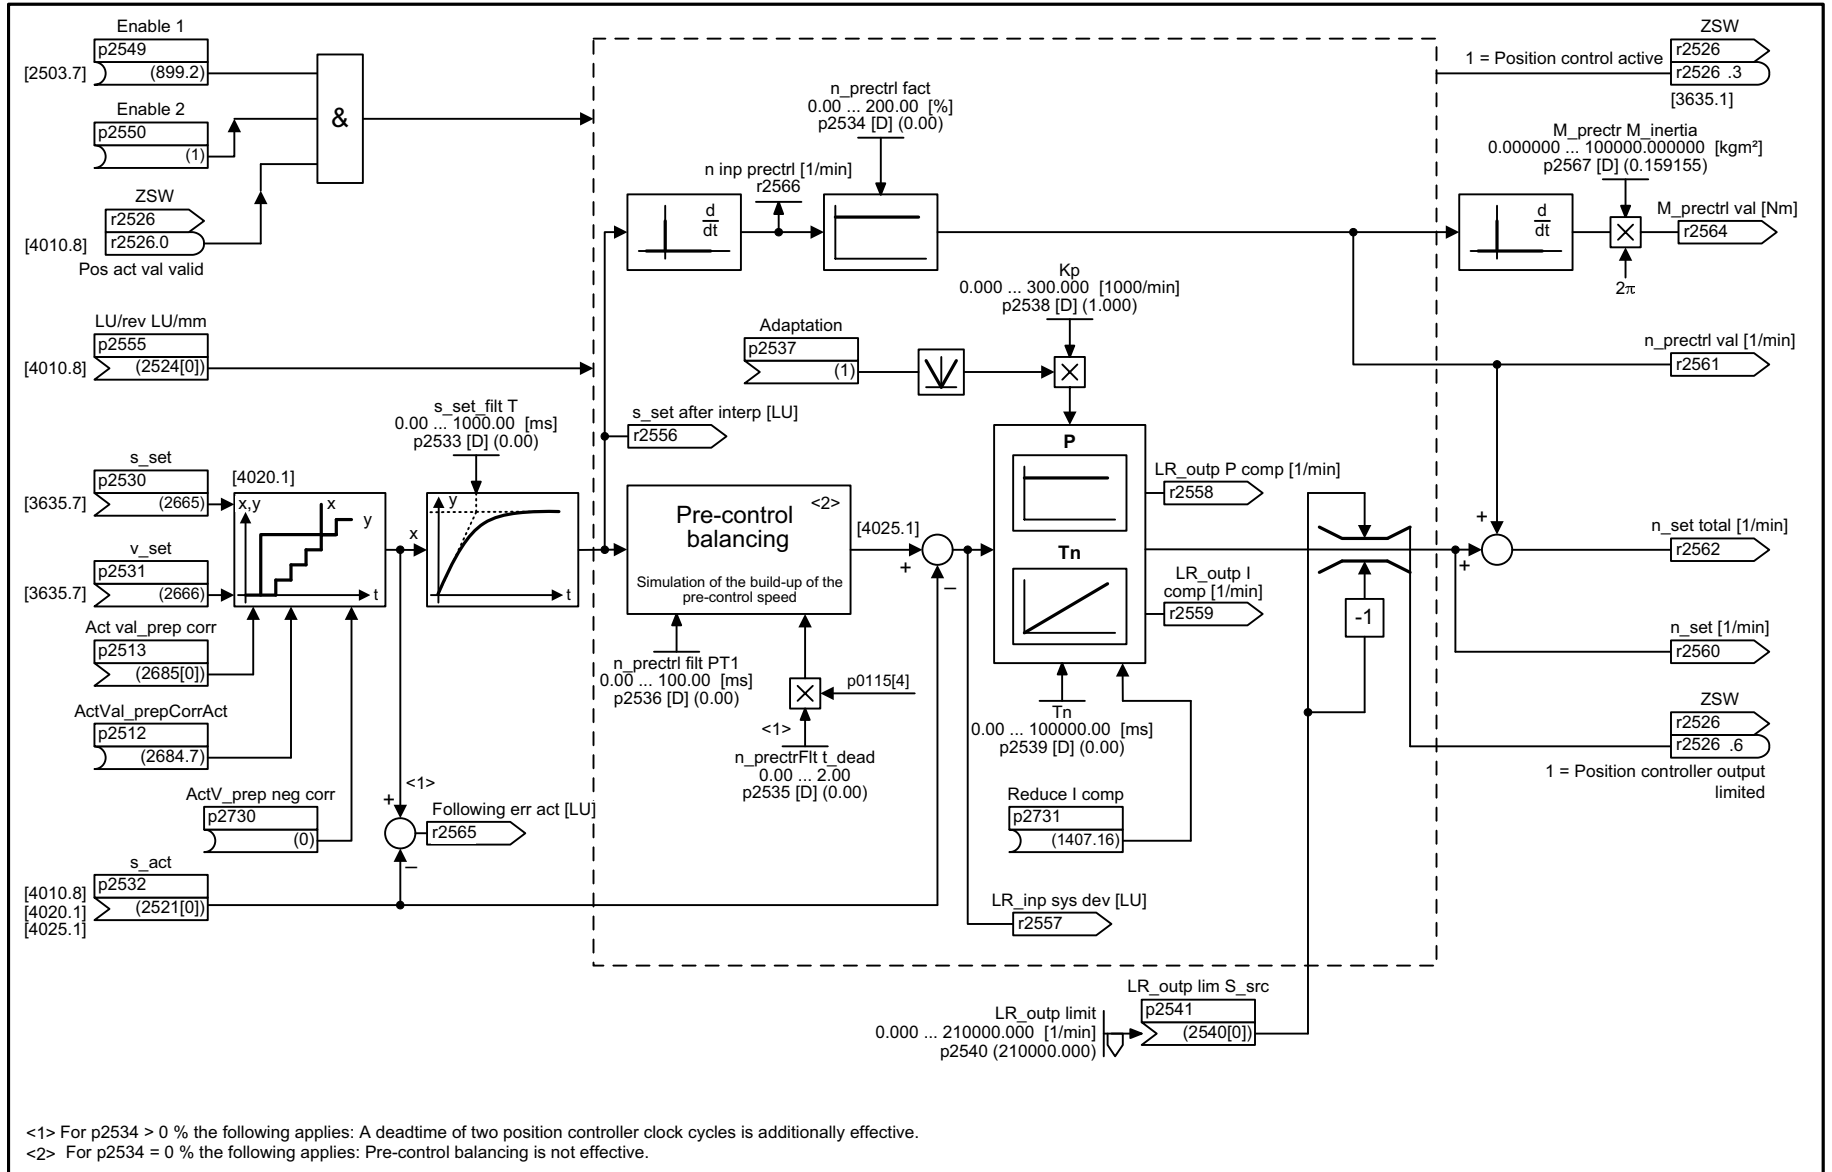 Enable 1
p2549
[2503.7]
(899.2)
Enable 2
p2550
(1)
&
ZSW
r2526
r2526.0
[4010.8]
Pos act val valid
LU/rev LU/mm
p2555
[4010.8]
(2524[0])
s_set
p2530
[3635.7]
(2665)
v_set
p2531
[3635.7]
(2666)
Act val_prep corr
p2513
(2685[0])
ActVal_prepCorrAct
p2512
(2684.7)
ActV_prep neg corr
p2730
(0)
s_act
p2532
(2521[0])
[4010.8]
[4020.1]
[4025.1]
[4020.1]
x,y
x
y
t
x
s_set_filt T
0.00 ... 1000.00 [ms]
p2533 [D] (0.00)
y
t
<1>
+
–
Following err act [LU]
r2565
n_prectrl fact
0.00 ... 200.00 [%]
p2534 [D] (0.00)
n inp prectrl [1/min]
r2566
d
dt
Kp
0.000 ... 300.000 [1000/min]
p2538 [D] (1.000)
Adaptation
p2537
(1)
s_set after interp [LU]
r2556
Pre-control
balancing
<2>
Simulation of the build-up of the
pre-control speed
[4025.1]
+
–
n_prectrl filt PT1
0.00 ... 100.00 [ms]
p2536 [D] (0.00)
p0115[4]
<1>
n_prectrFlt t_dead
0.00 ... 2.00
p2535 [D] (0.00)
P
Tn
LR_outp P comp [1/min]
r2558
LR_outp I
comp [1/min]
r2559
Tn
0.00 ... 100000.00 [ms]
p2539 [D] (0.00)
Reduce I comp
p2731
(1407.16)
LR_inp sys dev [LU]
r2557
-1
LR_outp lim S_src
p2541
(2540[0])
LR_outp limit
0.000 ... 210000.000 [1/min]
p2540 (210000.000)
ZSW
r2526
1 = Position control active
r2526 .3
[3635.1]
M_prectr M_inertia
0.000000 ... 100000.000000 [kgm²]
p2567 [D] (0.159155)
d
dt
2π
M_prectrl val [Nm]
r2564
n_prectrl val [1/min]
r2561
+
+
n_set total [1/min]
r2562
n_set [1/min]
r2560
ZSW
r2526
r2526 .6
1 = Position controller output
limited
<1> For p2534 > 0 % the following applies: A deadtime of two position controller clock cycles is additionally effective.
<2> For p2534 = 0 % the following applies: Pre-control balancing is not effective.